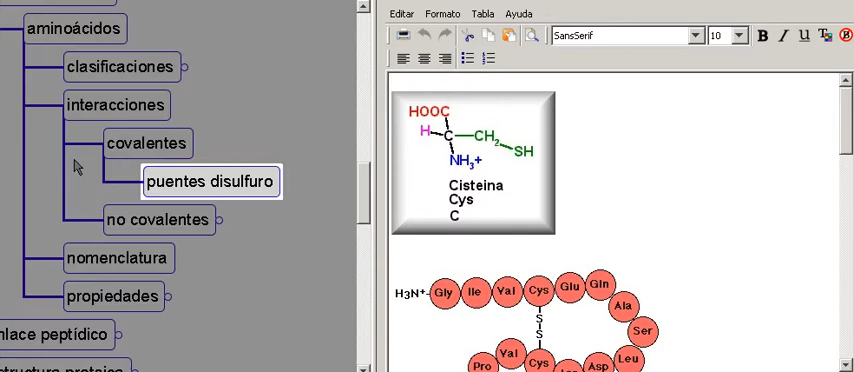 aminoácidos
clasificaciones
interacciones
covalentes
puentes disulfuro
no covalentes
nomenclatura
propiedades
nlace peptídico
Editar Formato Tabla Ayuda
SansSerif 10 B I U
HOOC
H C CH2
SH
NH3+
Cisteina
Cys
C
H3N+ Gly Ile Val Cys Glu Gln
Ala
S
Ser
S
Pro Val Cys Asp Leu